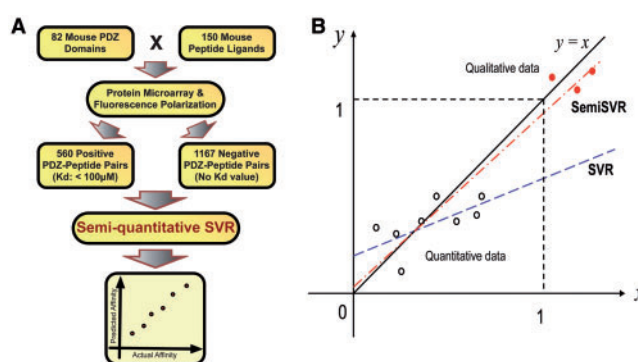 A
82 Mouse PDZ
Domains
X
150 Mouse
Peptide Ligands
Protein Microarray &
Fluorescence Polarization
560 Positive
PDZ-Peptide Pairs
(Kd: < 100μM)
1167 Negative
PDZ-Peptide Pairs
(No Kd value)
Semi-quantitative SVR
Predicted Affinity
Actual Affinity
B
y
y = x
Qualitative data
1
SemiSVR
SVR
Quantitative data
0
1
x